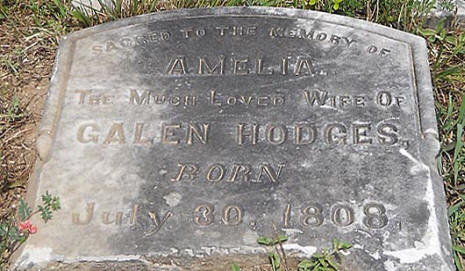 SACRED TO THE MEMORY OF
AMELIA
THE MUCH LOVED WIFE OF
GALEN HODGES,
BORN
July 30, 1808,